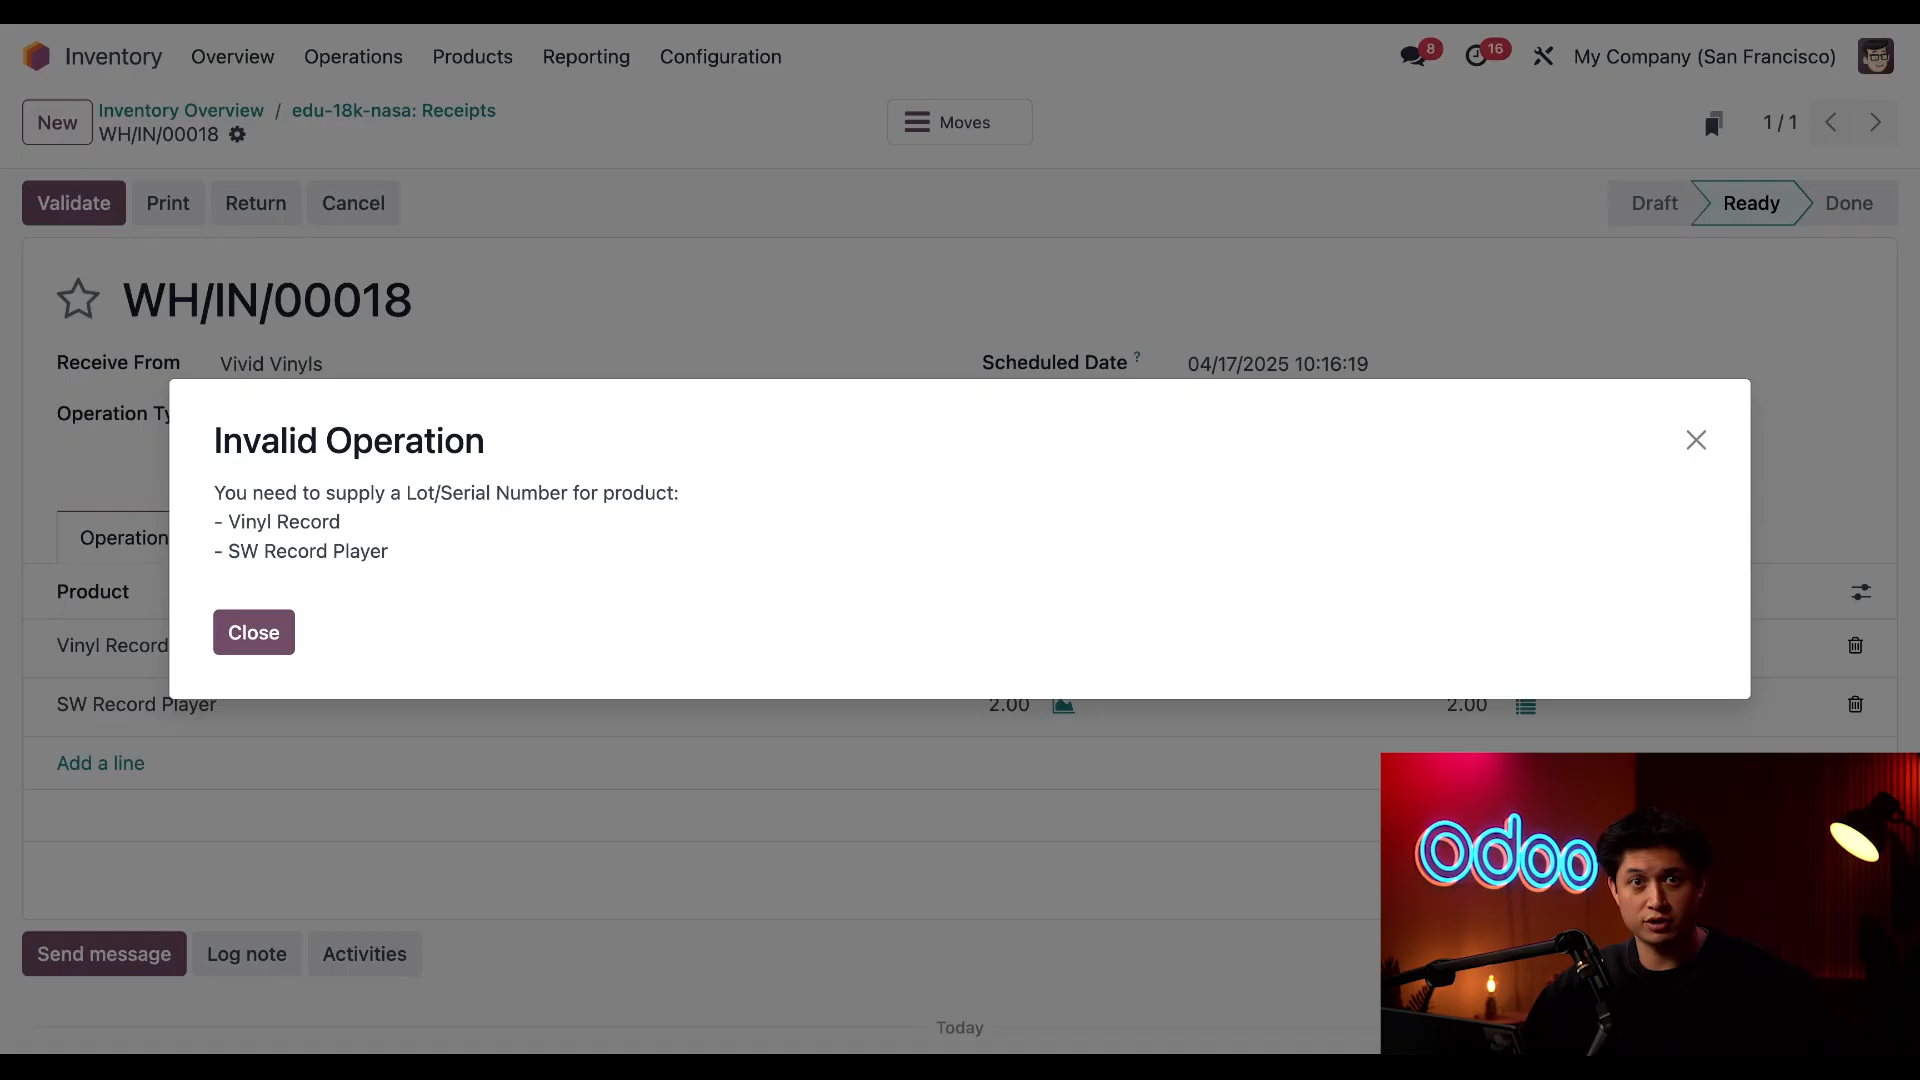 Inventory Overview Operations Products Reporting Configuration 8 16 My Company (San Francisco)
New Inventory Overview / edu-18k-nasa: Receipts Moves 1 / 1
WH/IN/00018
Validate Print Return Cancel Draft Ready Done
WH/IN/00018
Receive From Vivid Vinyls Scheduled Date ? 04/17/2025 10:16:19
Operation Ty
Invalid Operation
You need to supply a Lot/Serial Number for product:
- Vinyl Record
- SW Record Player
Close
Operation
Product
Vinyl Record
SW Record Player 2.00 2.00
Add a line
odoo
Send message Log note Activities
Today